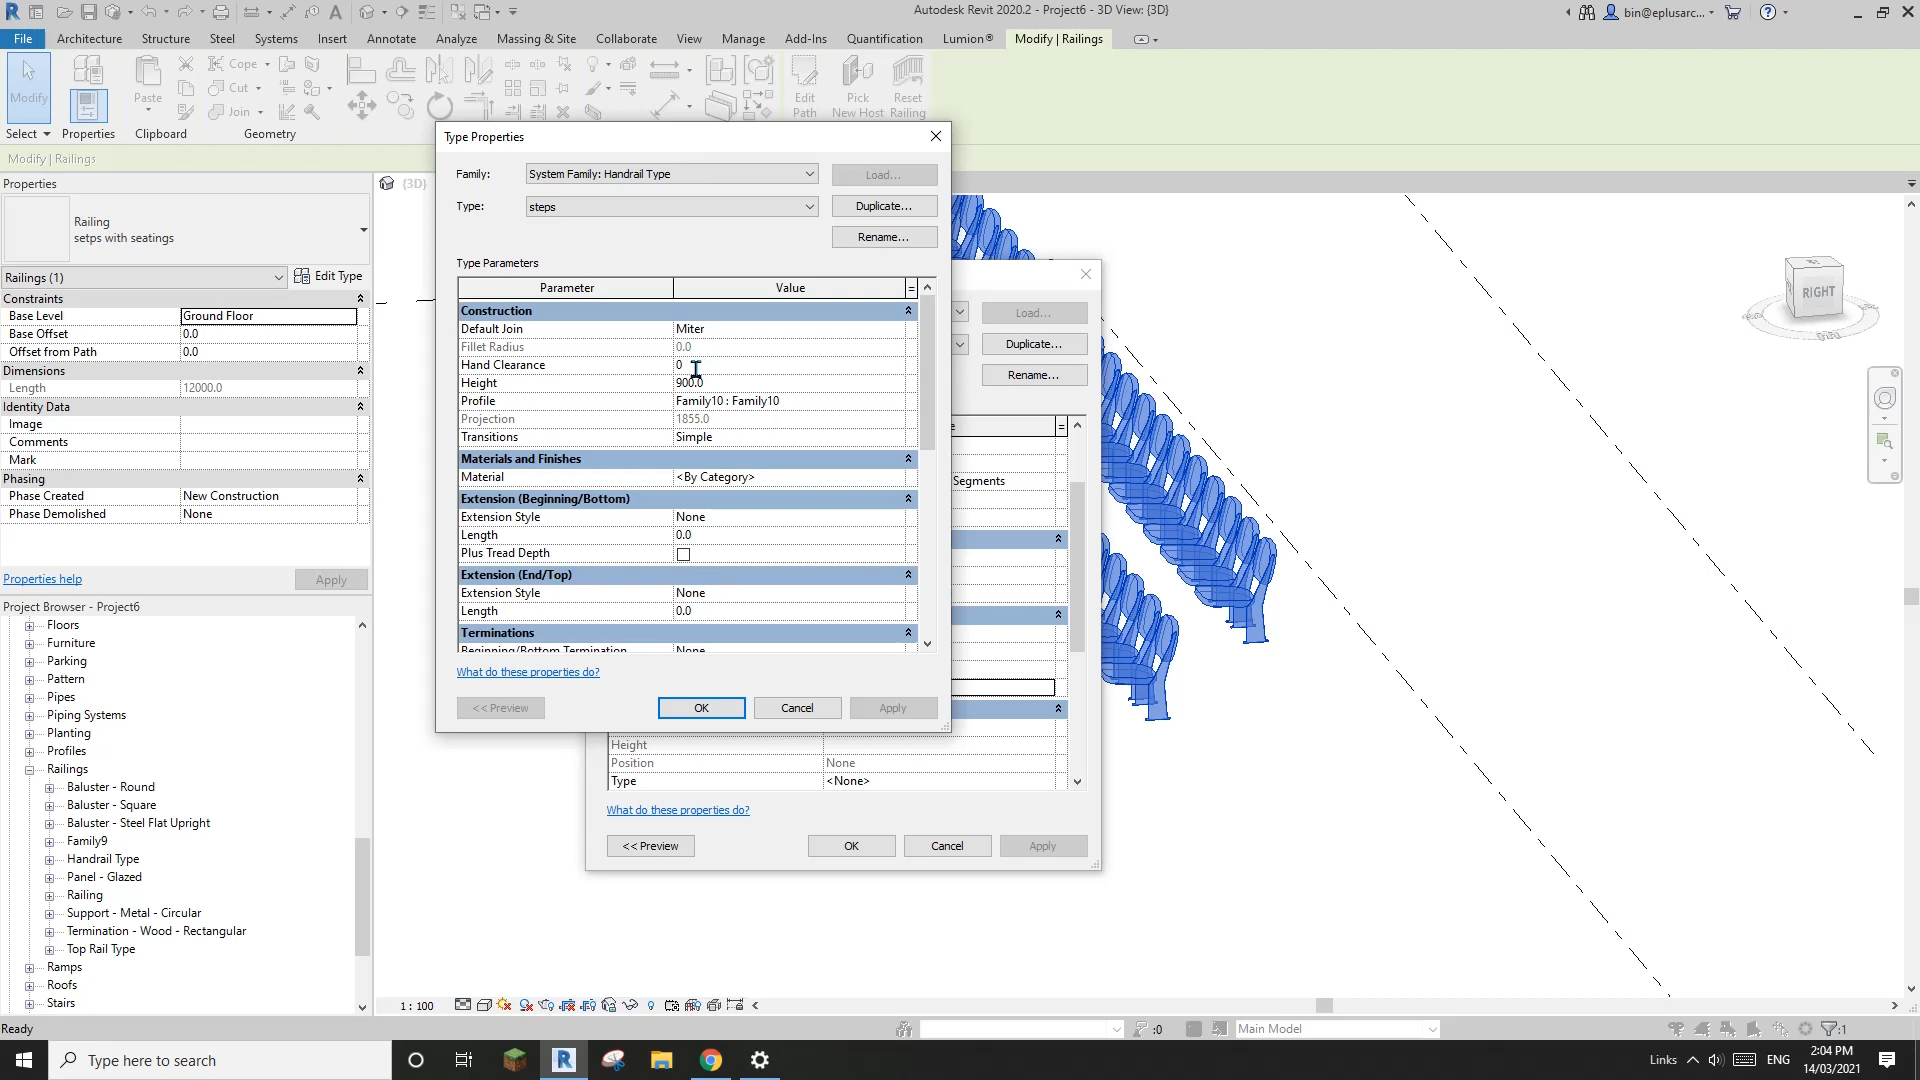 Autodesk Revit 2020.2 - Project6 - 3D View: {3D}
bin@eplusarc...
File Architecture Structure Steel Systems Insert Annotate Analyze Massing & Site Collaborate View Manage Add-Ins Quantification Lumion® Modify | Railings
Cope
Cut
Join
Modify
Paste
Edit Path
Pick New Host
Reset Railing
Select Properties Clipboard Geometry
Modify | Railings
Properties
Railing
setps with seatings
Railings (1)
Edit Type
Constraints
Base Level Ground Floor
Base Offset 0.0
Offset from Path 0.0
Dimensions
Length 12000.0
Identity Data
Image
Comments
Mark
Phasing
Phase Created New Construction
Phase Demolished None
Properties help
Apply
Project Browser - Project6
Floors
Furniture
Parking
Pattern
Pipes
Piping Systems
Planting
Profiles
Railings
Baluster - Round
Baluster - Square
Baluster - Steel Flat Upright
Family9
Handrail Type
Panel - Glazed
Railing
Support - Metal - Circular
Termination - Wood - Rectangular
Top Rail Type
Ramps
Roofs
Stairs
{3D}
Type Properties
Family: System Family: Handrail Type Load...
Type: steps Duplicate...
Rename...
Type Parameters
Parameter Value =
Construction
Default Join Miter
Fillet Radius 0.0
Hand Clearance 0
Height 900.0
Profile Family10 : Family10
Projection 1855.0
Transitions Simple
Materials and Finishes
Material <By Category>
Extension (Beginning/Bottom)
Extension Style None
Length 0.0
Plus Tread Depth
Extension (End/Top)
Extension Style None
Length 0.0
Terminations
Beginning/Bottom Termination None
What do these properties do?
<< Preview OK Cancel Apply
Load...
Duplicate...
Rename...
e =
Segments
Height
Position None
Type <None>
What do these properties do?
<< Preview OK Cancel Apply
RIGHT
1 : 100
Ready
:0
Main Model
:1
Type here to search
Links
ENG
2:04 PM
14/03/2021